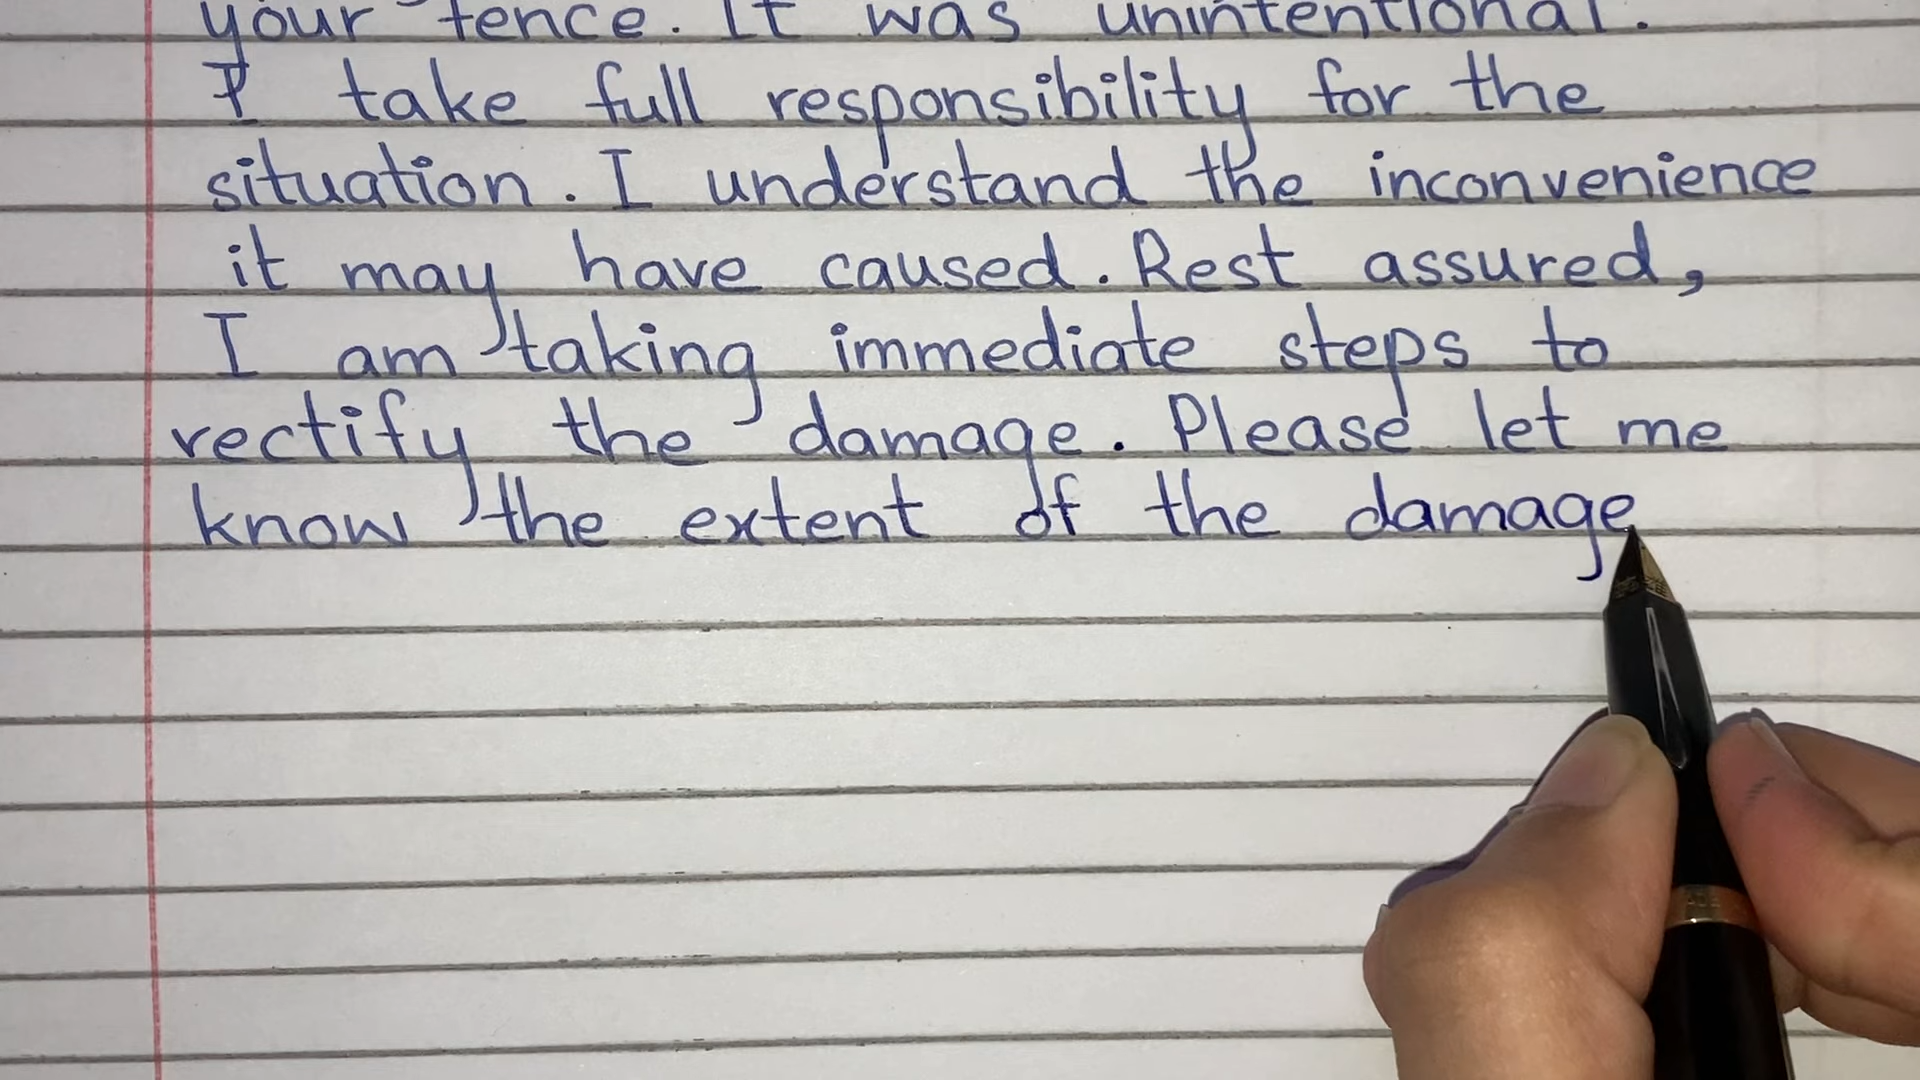 your fence. It was unintentional.
I take full responsibility for the
situation. I understand the inconvenience
it may have caused. Rest assured,
I am taking immediate steps to
rectify the damage. Please let me
know the extent of the damage